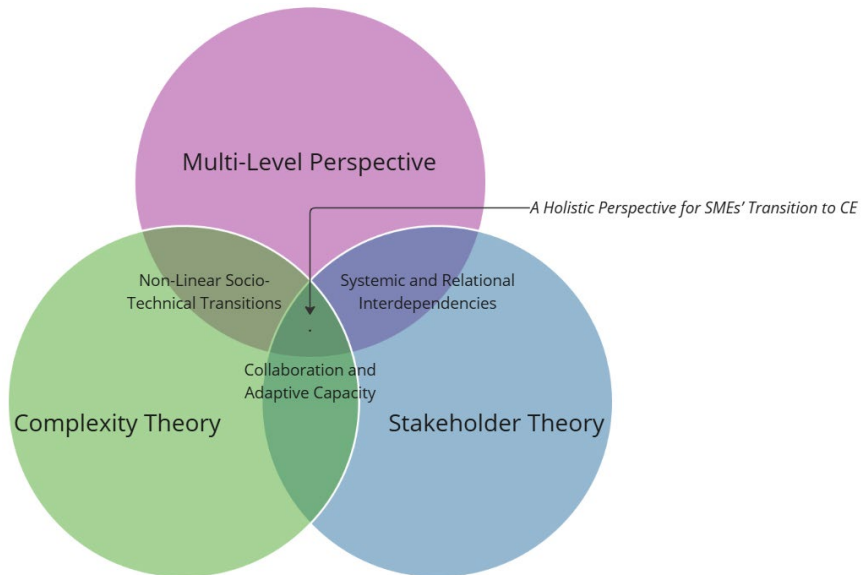 Multi-Level Perspective
A Holistic Perspective for SMEs’ Transition to CE
Non-Linear Socio-
Technical Transitions
Systemic and Relational
Interdependencies
Collaboration and
Adaptive Capacity
Complexity Theory
Stakeholder Theory